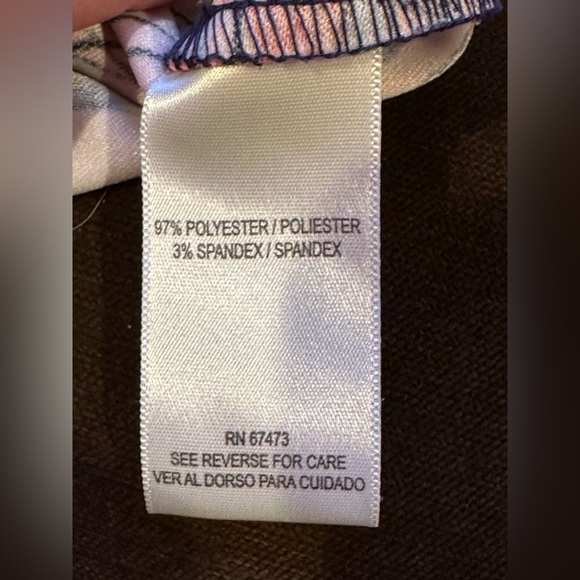 97% POLYESTER / POLIESTER
3% SPANDEX / SPANDEX
RN 67473
SEE REVERSE FOR CARE
VER AL DORSO PARA CUIDADO